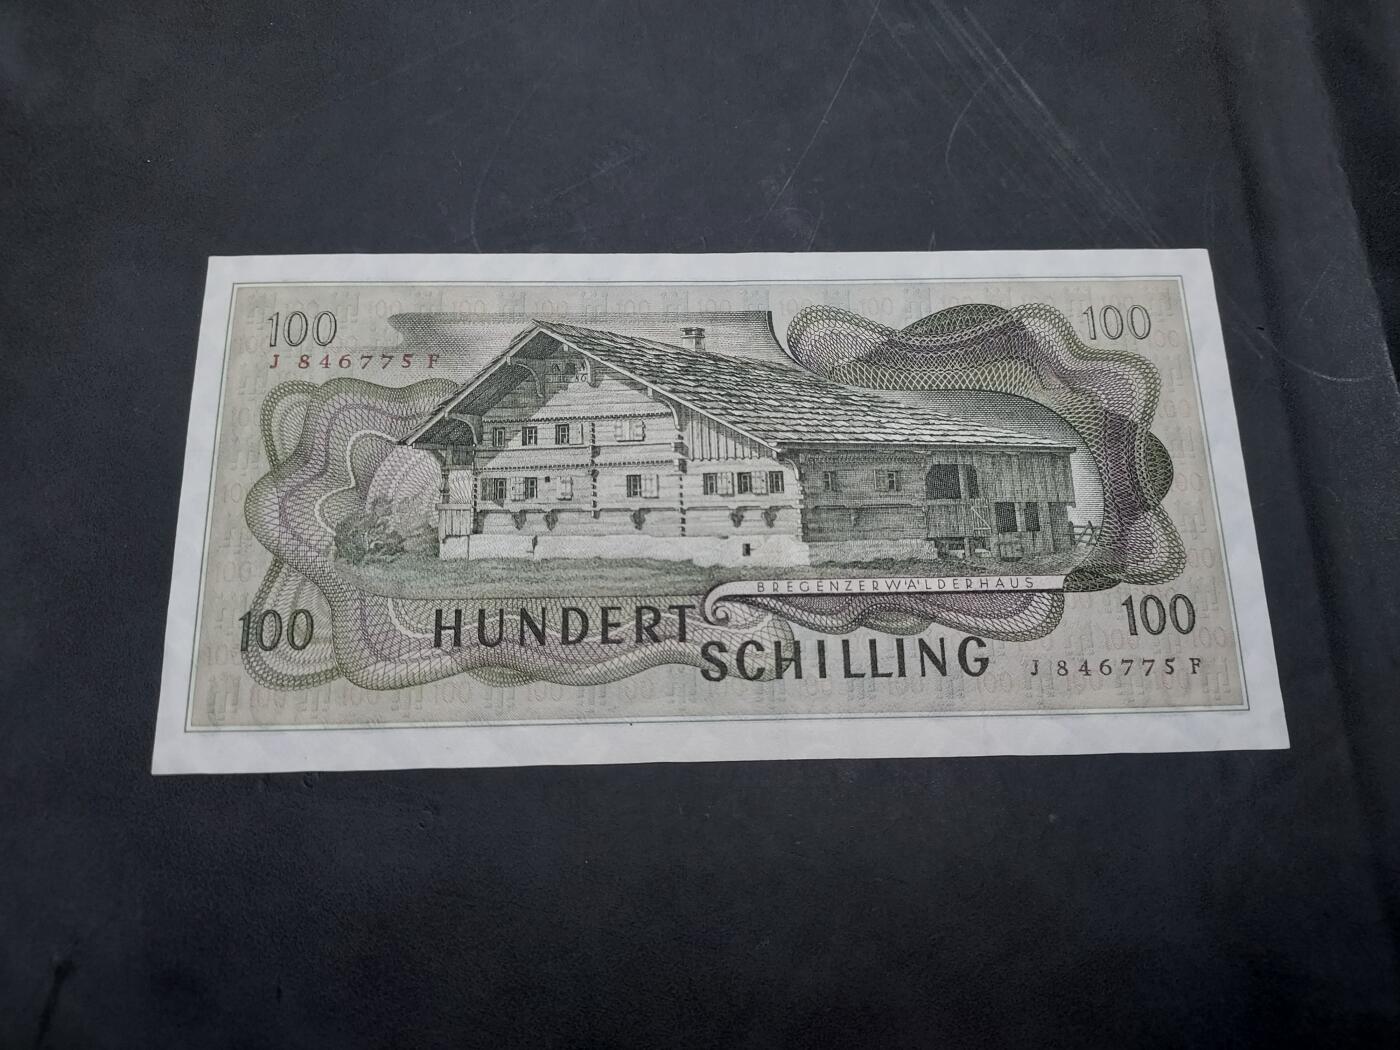 100
100
J 846775 F
BREGENZERWÄLDERHAUS
100
HUNDERT
100
SCHILLING
J 846775 F